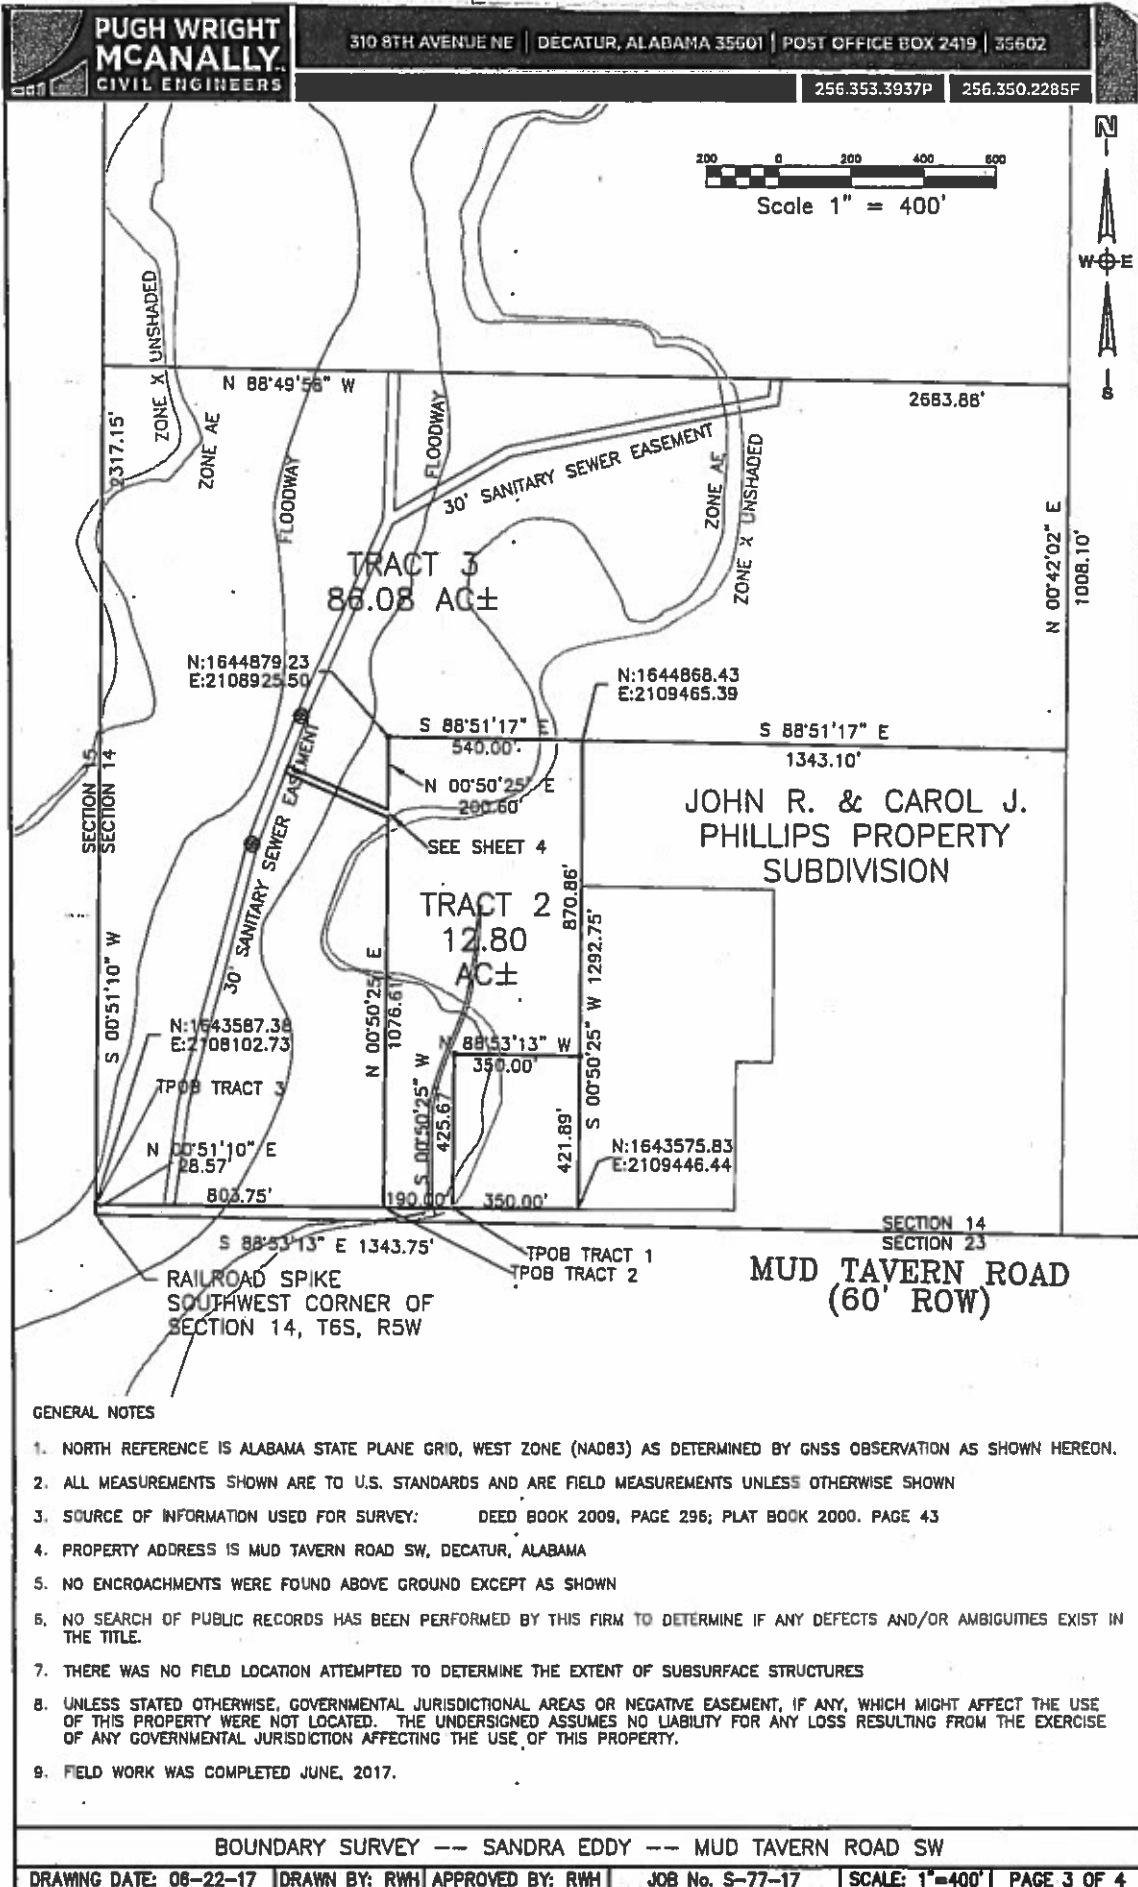 PUGH WRIGHT
MCANALLY
CIVIL ENGINEERS
310 8TH AVENUE NE | DECATUR, ALABAMA 35601 | POST OFFICE BOX 2419 | 35602
256.353.3937P | 256.350.2285F
N
W E
S
200 0 200 400 600
Scale 1" = 400'
ZONE X UNSHADED
ZONE AE
N 88°49'56" W
2683.88'
2317.15'
FLOODWAY
FLOODWAY
30' SANITARY SEWER EASEMENT
ZONE AE
ZONE X UNSHADED
N 00°42'02" E
1008.10'
TRACT 3
86.08 AC±
N:1644879.23
E:2108925.50
N:1644868.43
E:2109465.39
S 88°51'17" E
540.00'
S 88°51'17" E
1343.10'
N 00°50'25" E
200.60'
SEE SHEET 4
SECTION 15
SECTION 14
30' SANITARY SEWER EASEMENT
JOHN R. & CAROL J.
PHILLIPS PROPERTY
SUBDIVISION
TRACT 2
12.80
AC±
870.86'
S 00°50'25" W 1292.75'
S 00°51'10" W
N 00°50'25" E
1076.61'
N:1643587.38
E:2108102.73
TPOB TRACT 3
N 88°53'13" W
350.00'
S 00°50'25" W
425.67'
421.89'
N 00°51'10" E
28.57'
N:1643575.83
E:2109446.44
803.75'
190.00'
350.00'
S 88°53'13" E 1343.75'
TPOB TRACT 1
TPOB TRACT 2
SECTION 14
SECTION 23
MUD TAVERN ROAD
(60' ROW)
RAILROAD SPIKE
SOUTHWEST CORNER OF
SECTION 14, T6S, R5W
GENERAL NOTES
1. NORTH REFERENCE IS ALABAMA STATE PLANE GRID, WEST ZONE (NAD83) AS DETERMINED BY GNSS OBSERVATION AS SHOWN HEREON.
2. ALL MEASUREMENTS SHOWN ARE TO U.S. STANDARDS AND ARE FIELD MEASUREMENTS UNLESS OTHERWISE SHOWN
3. SOURCE OF INFORMATION USED FOR SURVEY: DEED BOOK 2009, PAGE 296; PLAT BOOK 2000. PAGE 43
4. PROPERTY ADDRESS IS MUD TAVERN ROAD SW, DECATUR, ALABAMA
5. NO ENCROACHMENTS WERE FOUND ABOVE GROUND EXCEPT AS SHOWN
6. NO SEARCH OF PUBLIC RECORDS HAS BEEN PERFORMED BY THIS FIRM TO DETERMINE IF ANY DEFECTS AND/OR AMBIGUITIES EXIST IN
THE TITLE.
7. THERE WAS NO FIELD LOCATION ATTEMPTED TO DETERMINE THE EXTENT OF SUBSURFACE STRUCTURES
8. UNLESS STATED OTHERWISE, GOVERNMENTAL JURISDICTIONAL AREAS OR NEGATIVE EASEMENT, IF ANY, WHICH MIGHT AFFECT THE USE
OF THIS PROPERTY WERE NOT LOCATED. THE UNDERSIGNED ASSUMES NO LIABILITY FOR ANY LOSS RESULTING FROM THE EXERCISE
OF ANY GOVERNMENTAL JURISDICTION AFFECTING THE USE OF THIS PROPERTY.
9. FIELD WORK WAS COMPLETED JUNE, 2017.
BOUNDARY SURVEY -- SANDRA EDDY -- MUD TAVERN ROAD SW
DRAWING DATE: 06-22-17 | DRAWN BY: RWH | APPROVED BY: RWH | JOB No. S-77-17 | SCALE: 1"=400' | PAGE 3 OF 4